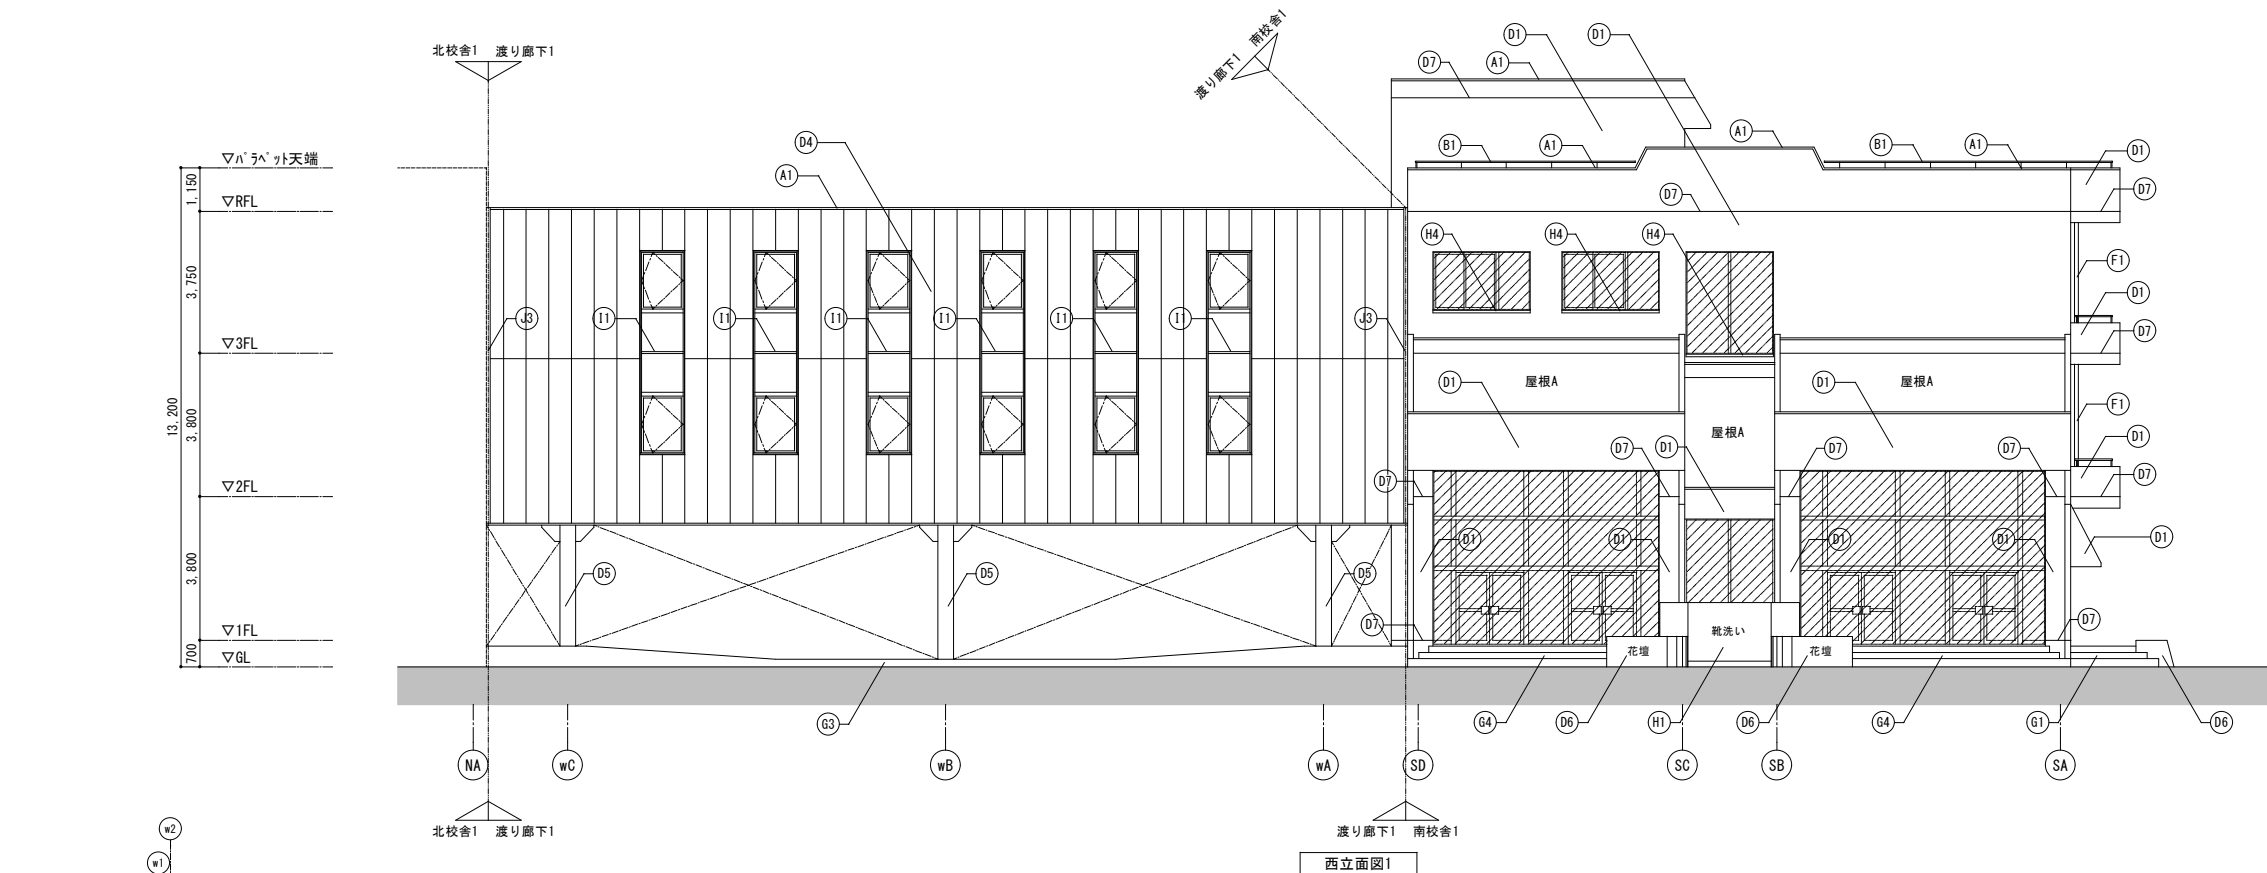 北校舎1 渡り廊下1
渡り廊下1 南校舎1
D1 D1
D7 A1
D4 B1 A1 A1 B1 A1 D1
▽パラペット天端
A1
1,150
▽RFL
D7 D7
H4 H4 H4
3,750
F1
D1
J3 I1 I1 I1 I1 I1 I1 J3
D7
▽3FL
D1 屋根A D1 屋根A
13,200
3,800
F1
屋根A
D1 D7 D7 D7 D1
D7 D7
▽2FL
D1 D1 D1 D1 D1
3,800
D5 D5 D5
▽1FL
D7 D7
靴洗い
700
▽GL
花壇 花壇
G3 G4 D6 H1 D6 G4 G1 D6
NA wC wB wA SD SC SB SA
北校舎1 渡り廊下1
渡り廊下1 南校舎1
w2
w1
西立面図1